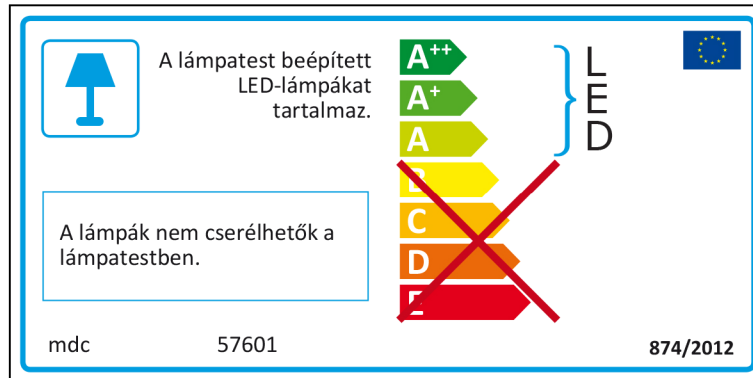 A lámpatest beépített
LED-lámpákat
tartalmaz.
A++
A+
A
B
C
D
E
L
E
D
A lámpák nem cserélhetők a
lámpatestben.
mdc 57601
874/2012